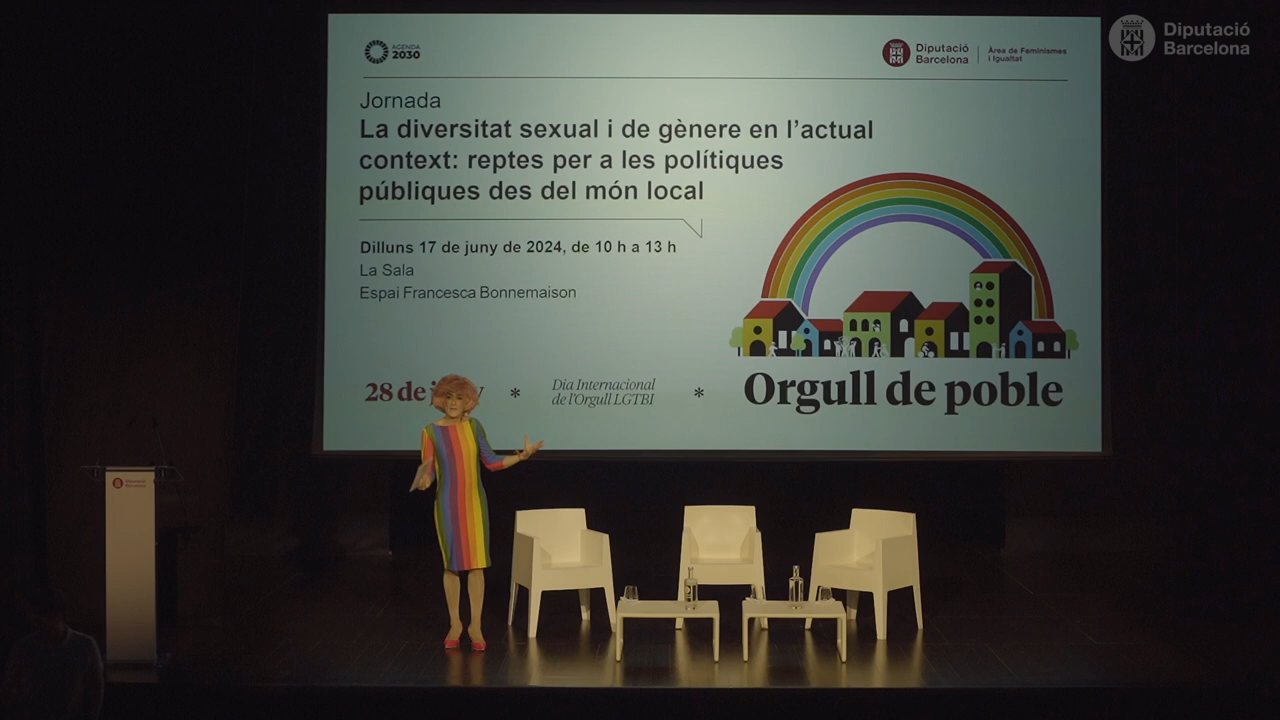 AGENDA
2030
Diputació
Barcelona
Àrea de Feminismes
i Igualtat
Diputació
Barcelona
Jornada
La diversitat sexual i de gènere en l'actual
context: reptes per a les polítiques
públiques des del món local
Dilluns 17 de juny de 2024, de 10 h a 13 h
La Sala
Espai Francesca Bonnemaison
28 de
Dia Internacional
de l'Orgull LGTBI
Orgull de poble
Diputació
Barcelona